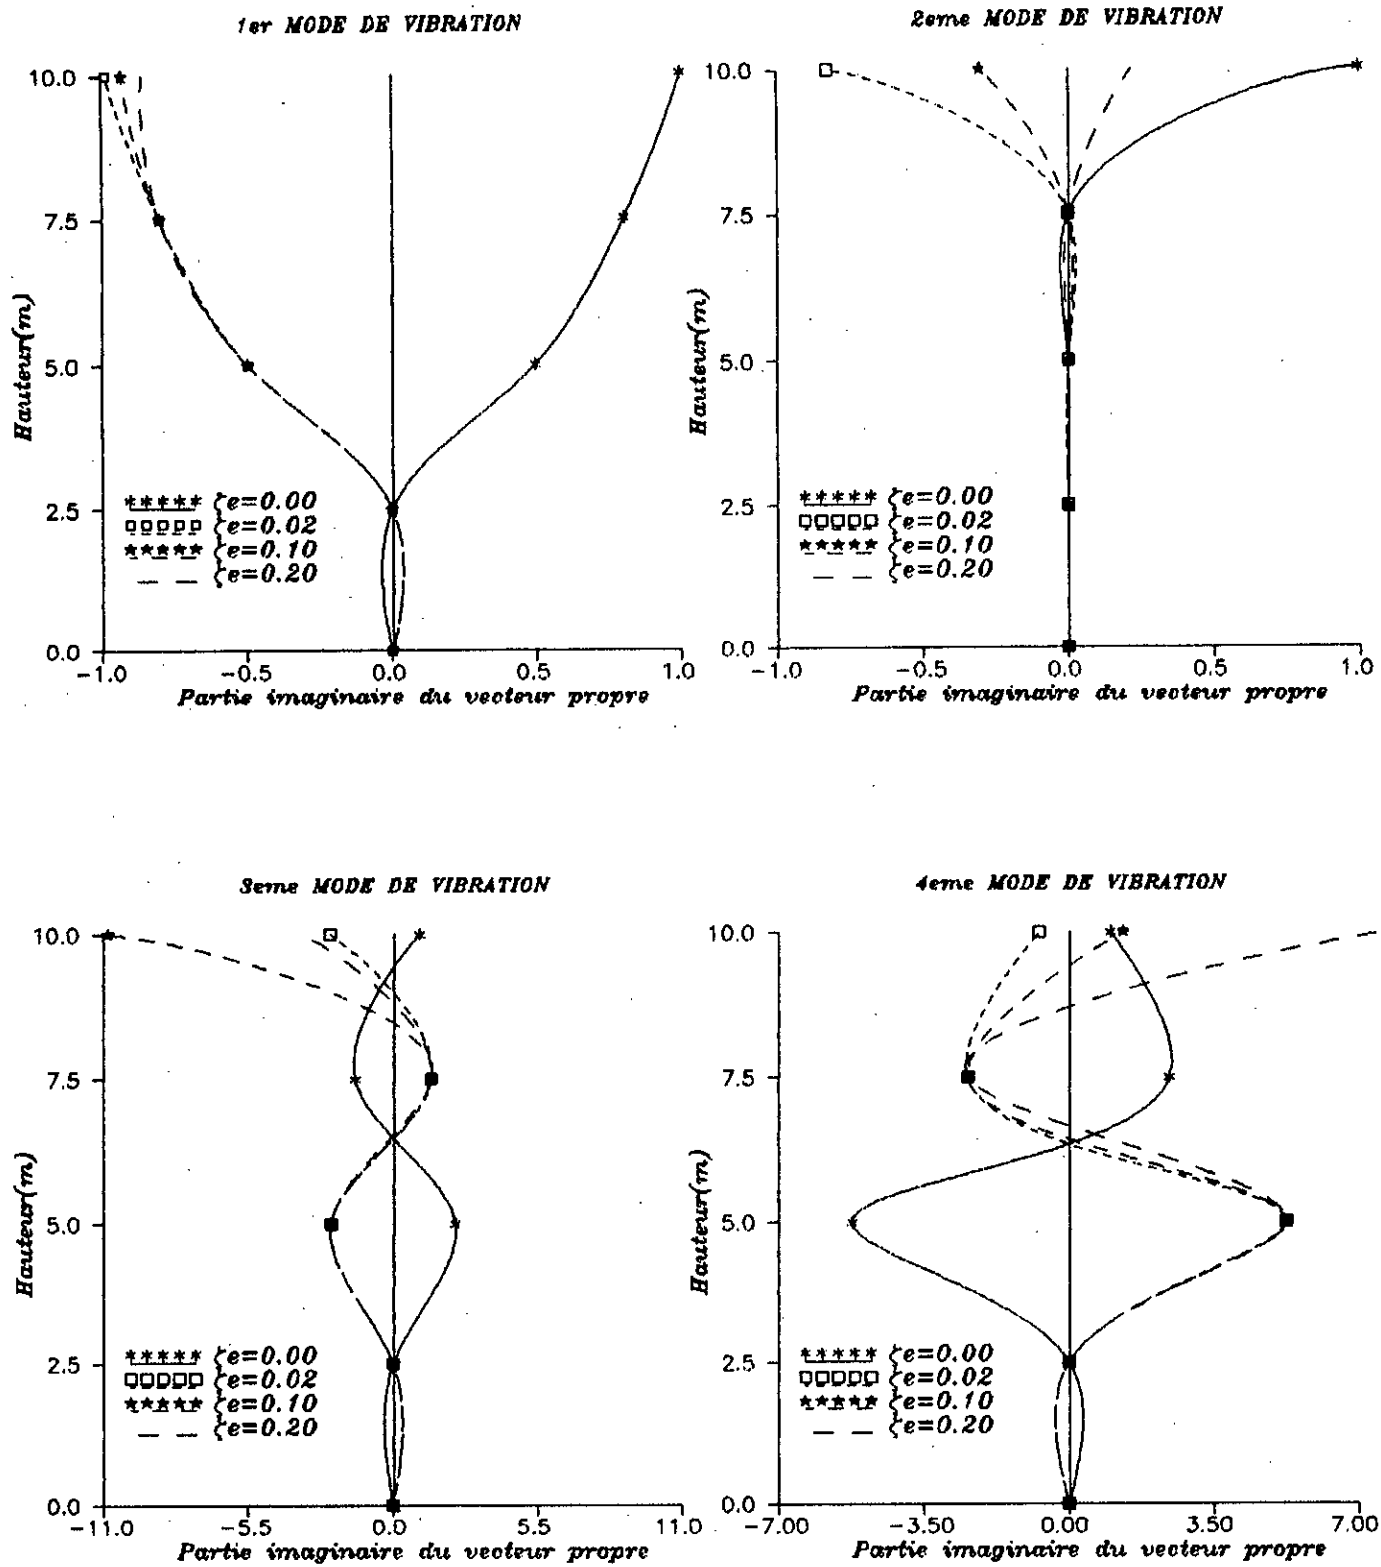 1er MODE DE VIBRATION
10.0
7.5
5.0
2.5
0.0
Hauteur(m)
***** ζe=0.00
ζe=0.02
★★★★★ ζe=0.10
ζe=0.20
-1.0 -0.5 0.0 0.5 1.0
Partie imaginaire du vecteur propre
2eme MODE DE VIBRATION
10.0
7.5
5.0
2.5
0.0
Hauteur(m)
***** ζe=0.00
ζe=0.02
★★★★★ ζe=0.10
ζe=0.20
-1.0 -0.5 0.0 0.5 1.0
Partie imaginaire du vecteur propre
3eme MODE DE VIBRATION
10.0
7.5
5.0
2.5
0.0
Hauteur(m)
***** ζe=0.00
ζe=0.02
★★★★★ ζe=0.10
ζe=0.20
-11.0 -5.5 0.0 5.5 11.0
Partie imaginaire du vecteur propre
4eme MODE DE VIBRATION
10.0
7.5
5.0
2.5
0.0
Hauteur(m)
***** ζe=0.00
ζe=0.02
★★★★★ ζe=0.10
ζe=0.20
-7.00 -3.50 0.00 3.50 7.00
Partie imaginaire du vecteur propre